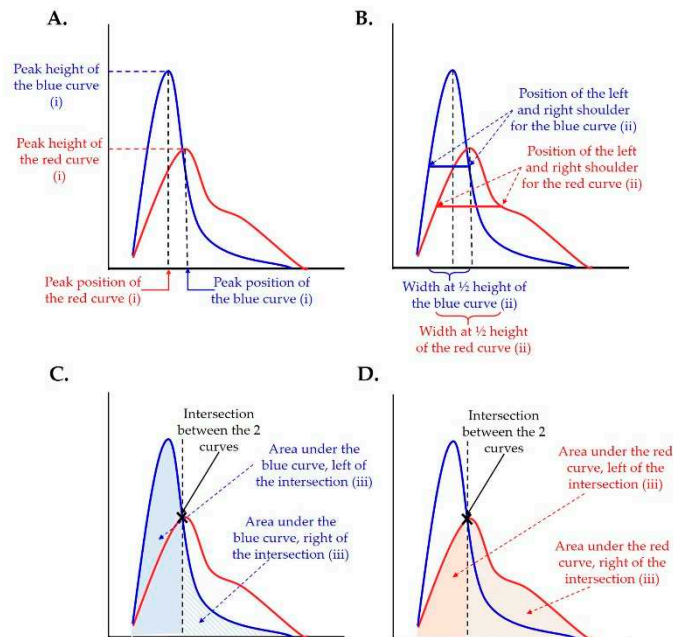 A.
Peak height of
the blue curve
(i)
Peak height of
the red curve
(i)
Peak position of
the red curve (i)
Peak position of
the blue curve (i)
B.
Position of the left
and right shoulder
for the blue curve (ii)
Position of the left
and right shoulder
for the red curve (ii)
Width at ½ height of
the blue curve (ii)
Width at ½ height
of the red curve (ii)
C.
Intersection
between the 2
curves
Area under the
blue curve, left of
the intersection (iii)
Area under the
blue curve, right of
the intersection (iii)
D.
Intersection
between the 2
curves
Area under the red
curve, left of the
intersection (iii)
Area under the red
curve, right of the
intersection (iii)